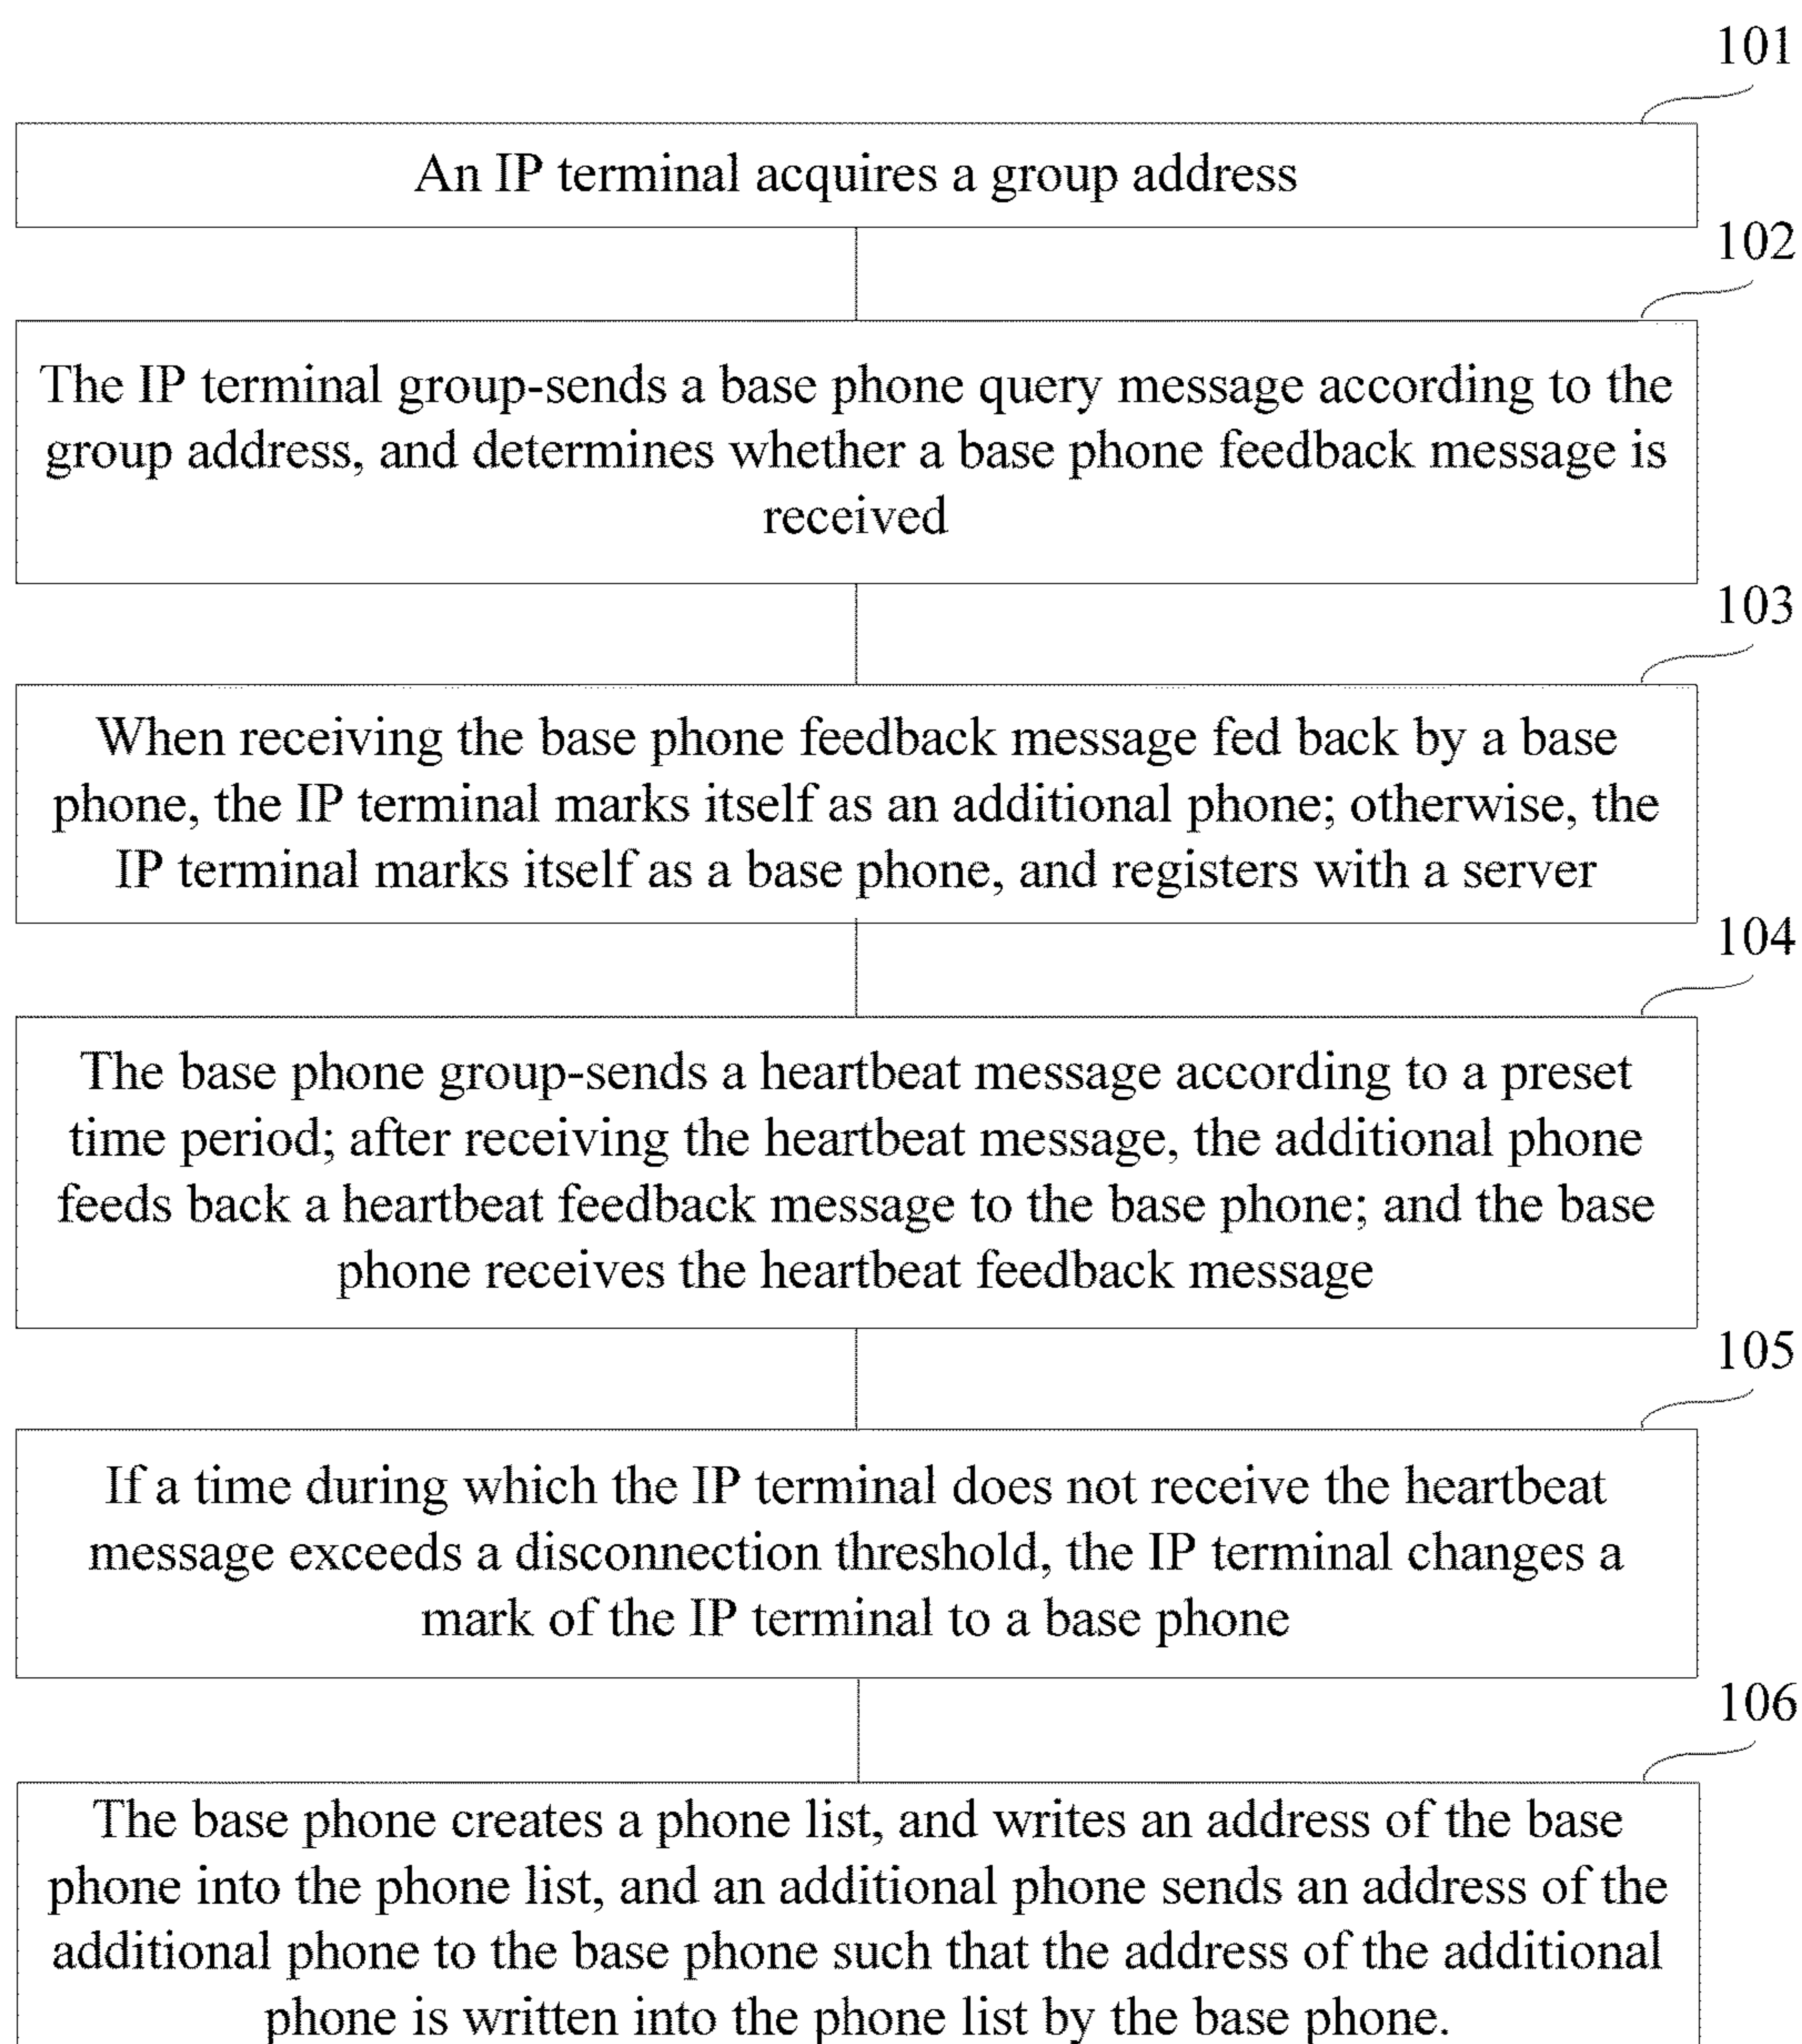 101
An IP terminal acquires a group address
102
The IP terminal group-sends a base phone query message according to the
group address, and determines whether a base phone feedback message is
received
103
When receiving the base phone feedback message fed back by a base
phone, the IP terminal marks itself as an additional phone; otherwise, the
IP terminal marks itself as a base phone, and registers with a server
104
The base phone group-sends a heartbeat message according to a preset
time period; after receiving the heartbeat message, the additional phone
feeds back a heartbeat feedback message to the base phone; and the base
phone receives the heartbeat feedback message
105
If a time during which the IP terminal does not receive the heartbeat
message exceeds a disconnection threshold, the IP terminal changes a
mark of the IP terminal to a base phone
106
The base phone creates a phone list, and writes an address of the base
phone into the phone list, and an additional phone sends an address of the
additional phone to the base phone such that the address of the additional
phone is written into the phone list by the base phone.